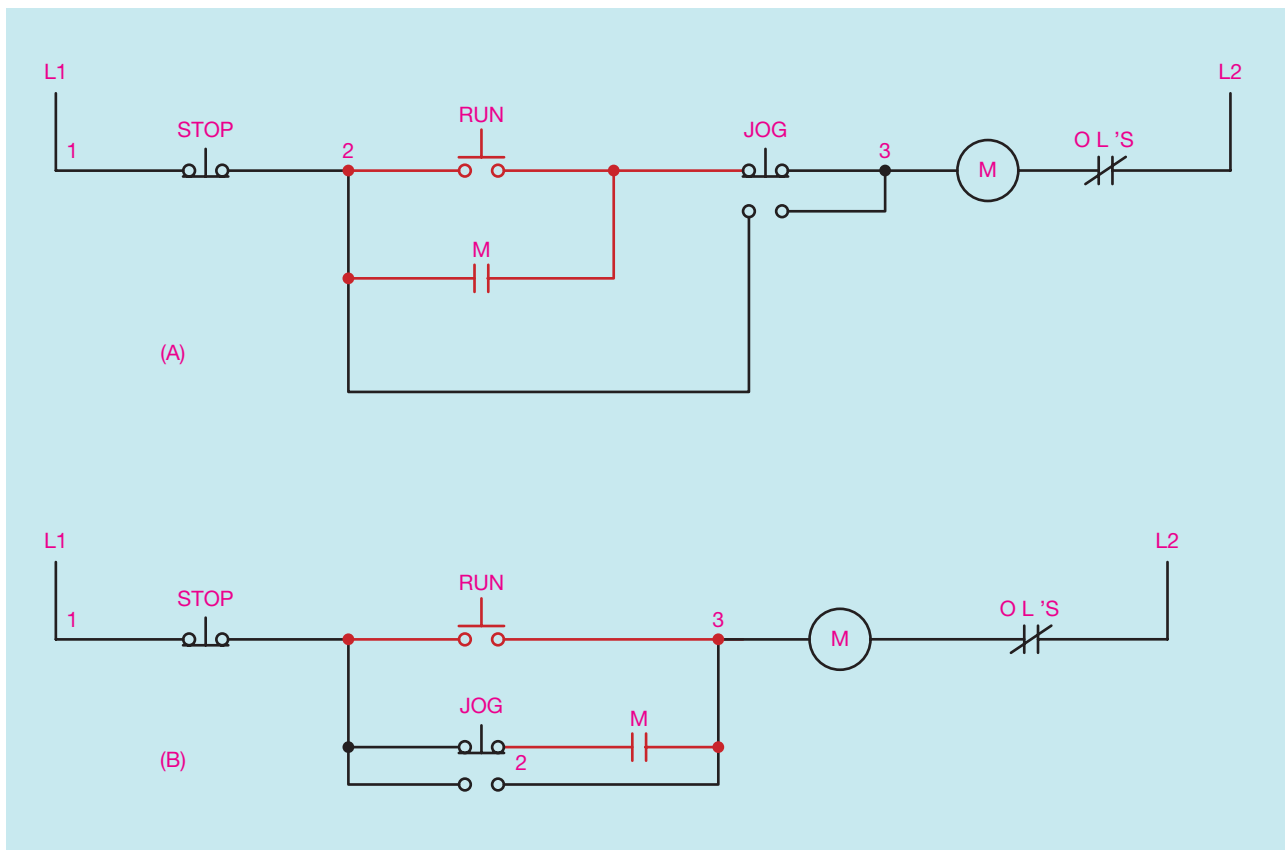 L1 L2
RUN
STOP JOG O L 'S
1 2 3
M
M
(A)
L1 L2
RUN
STOP O L 'S
1 3
M
JOG M
2
(B)